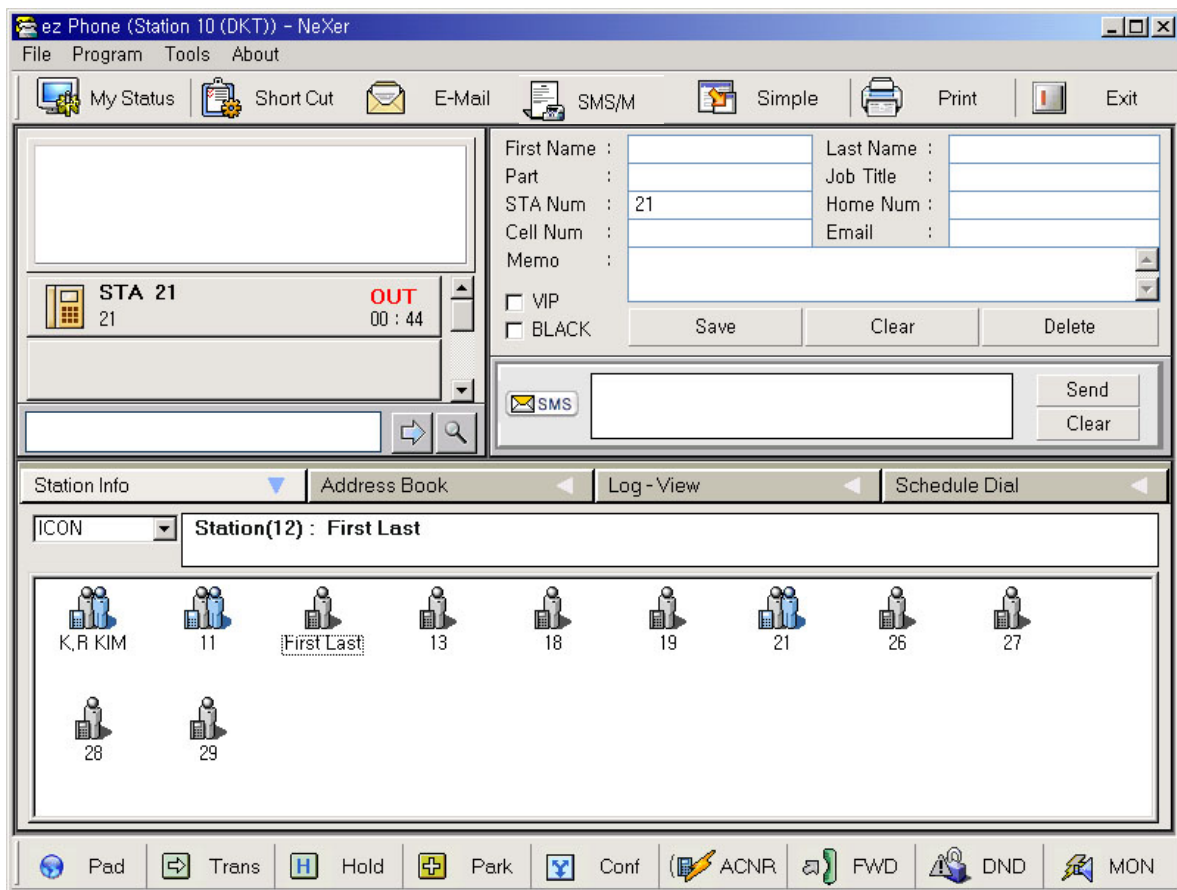 ez Phone (Station 10 (DKT)) - NeXer
File Program Tools About
My Status Short Cut E-Mail SMS/M Simple Print Exit
First Name : Last Name :
Part : Job Title :
STA Num : 21 Home Num :
Cell Num : Email :
Memo :
STA 21 OUT
21 00 : 44
VIP
BLACK Save Clear Delete
SMS Send
Clear
Station Info Address Book Log-View Schedule Dial
ICON Station(12) : First Last
K,R KIM 11 First Last 13 18 19 21 26 27
28 29
Pad Trans H Hold Park Conf ACNR FWD DND MON